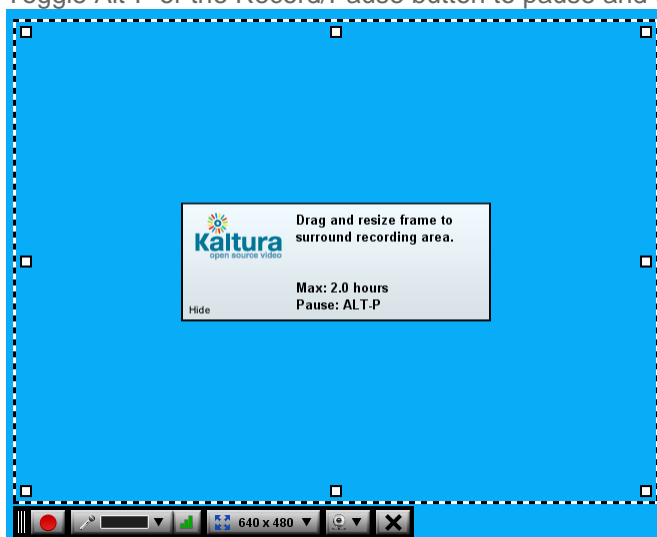 Toggle Alt-P or the Record/Pause button to pause and
Drag and resize frame to
surround recording area.
Kaltura
open source video
Max: 2.0 hours
Pause: ALT-P
Hide
640 x 480